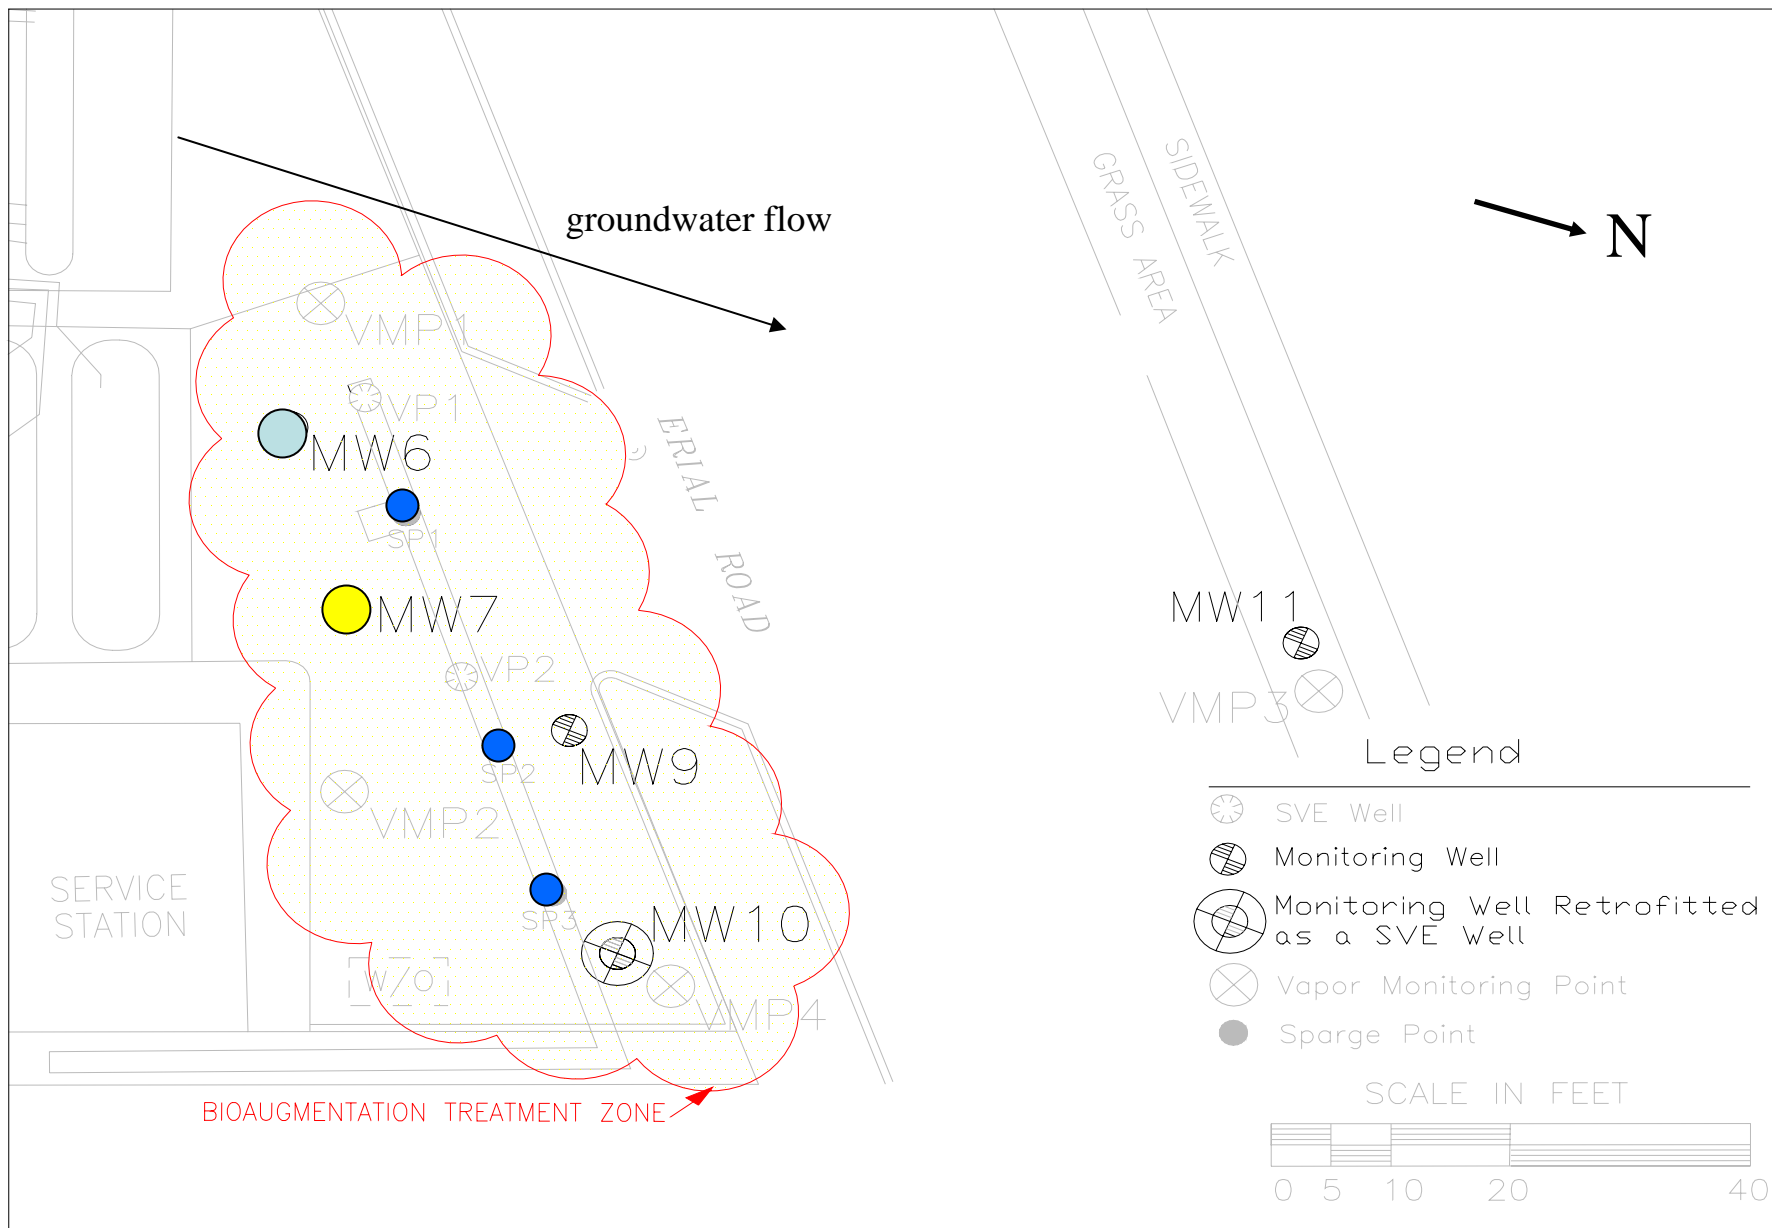 groundwater flow
N
GRASS AREA
SIDEWALK
VMP1
VP1
MW6
ERIAL ROAD
SP1
MW7
VP2
MW11
VMP3
MW9
SP2
VMP2
SERVICE
STATION
SP3
MW10
W/O
VMP4
BIOAUGMENTATION TREATMENT ZONE
Legend
SVE Well
Monitoring Well
Monitoring Well Retrofitted
as a SVE Well
Vapor Monitoring Point
Sparge Point
SCALE IN FEET
0 5 10 20 40